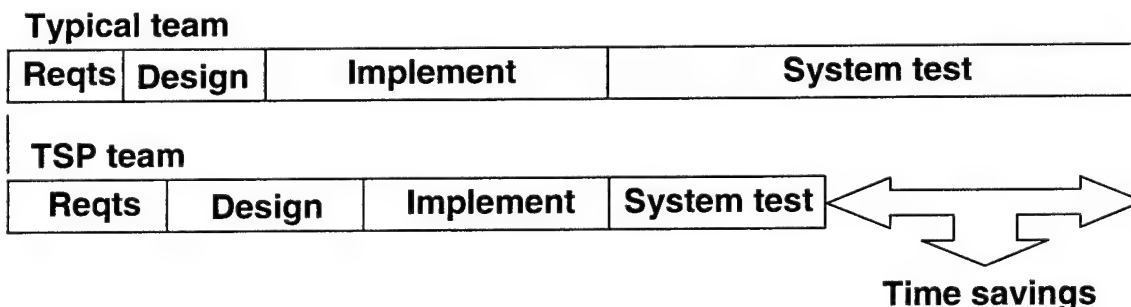 Typical team
Reqts Design Implement System test
TSP team
Reqts Design Implement System test
Time savings